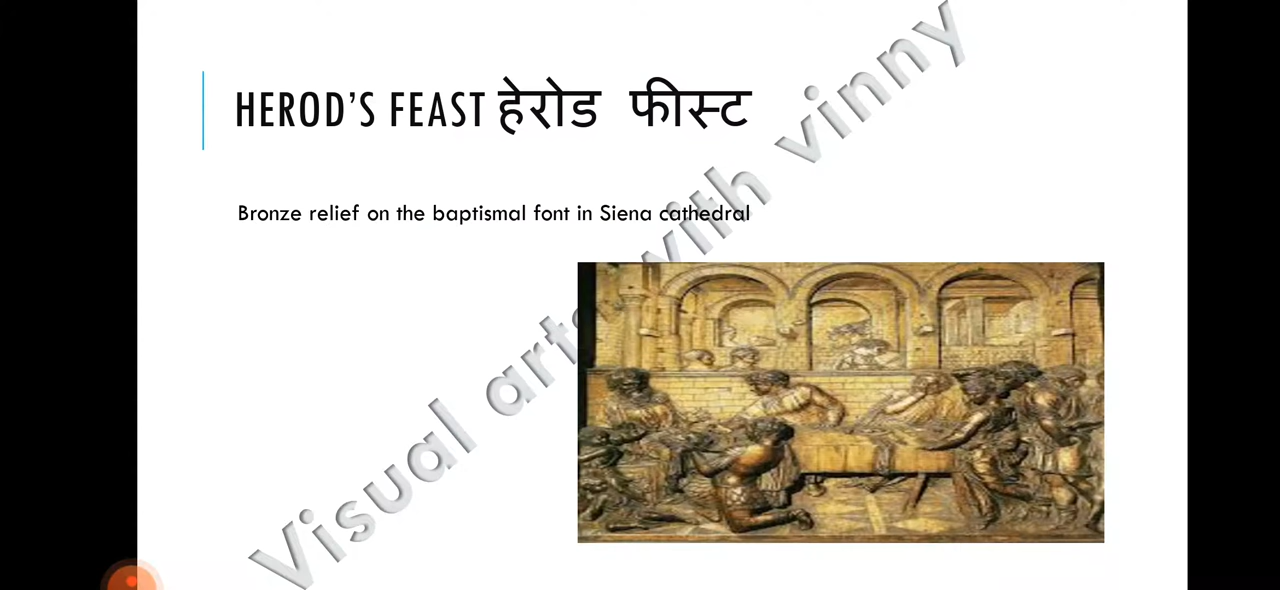 HEROD'S FEAST हेरोड फीस्ट
Bronze relief on the baptismal font in Siena cathedral
Visual arts with vinny